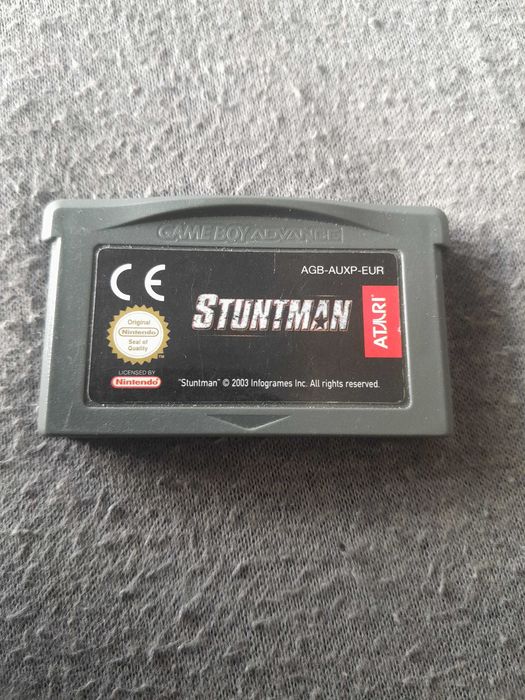 GAME BOY ADVANCE
CE
AGB-AUXP-EUR
STUNTMAN
ATARI
Original
Nintendo
Seal of
Quality
TM
LICENSED BY
Nintendo
"Stuntman" © 2003 Infogrames Inc. All rights reserved.